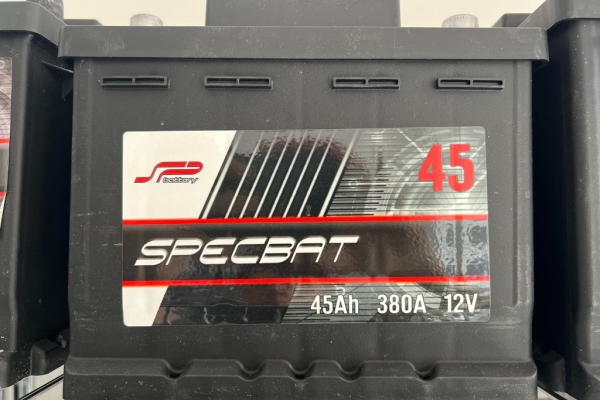 SP
battery
45
SPECBAT
45Ah 380A 12V